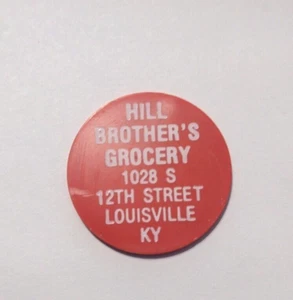 HILL
BROTHER'S
GROCERY
1028 S
12TH STREET
LOUISVILLE
KY